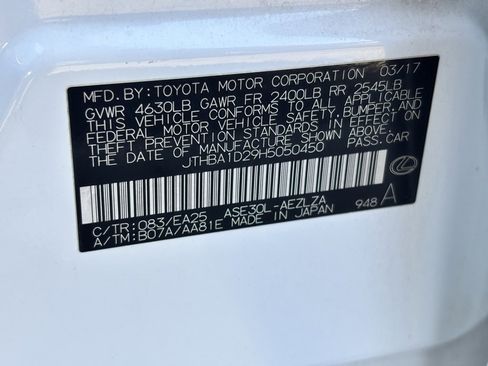 MFD.BY: TOYOTA MOTOR CORPORATION 03/17
GVWR 4630LB GAWR FR 2400LB RR 2545LB
THIS VEHICLE CONFORMS TO ALL APPLICABLE
FEDERAL MOTOR VEHICLE SAFETY, BUMPER, AND
THEFT PREVENTION STANDARDS IN EFFECT ON
THE DATE OF MANUFACTURE SHOWN ABOVE.
JTHBA1D29H5050450 PASS.CAR
C/TR: 083/EA25 ASE30L-AEZLZA
A/TM: B07A/AA81E MADE IN JAPAN 948 A